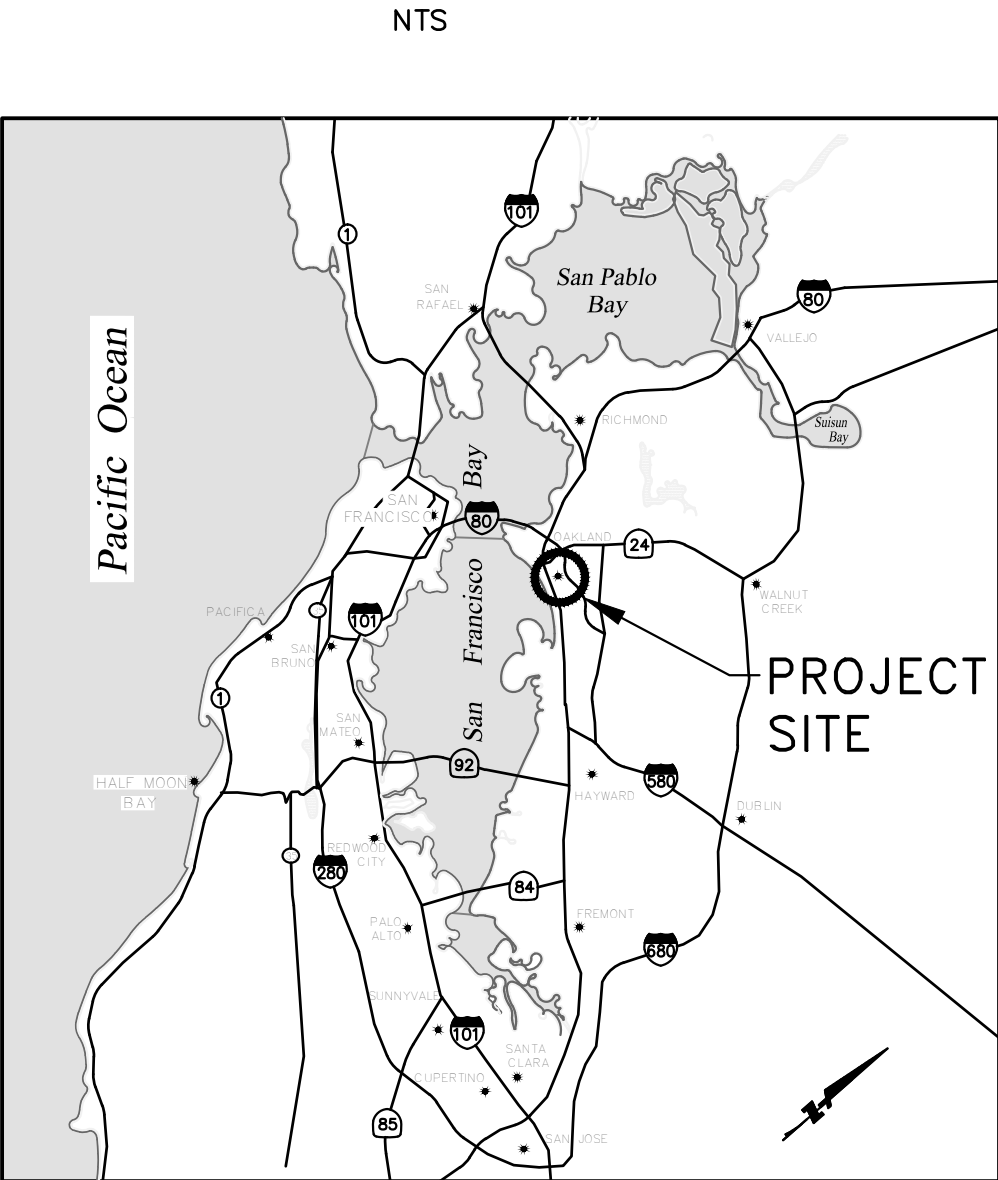 NTS
101
1
San Pablo
Bay
80
SAN
RAFAEL
VALLEJO
Pacific Ocean
RICHMOND
Suisun
Bay
SAN
FRANCISCO
San Francisco Bay
80
OAKLAND
24
WALNUT
CREEK
PACIFICA
101
SAN
BRUNO
PROJECT
SITE
1
SAN
MATEO
92
580
HALF MOON
BAY
HAYWARD
DUBLIN
REDWOOD
CITY
280
84
PALO
ALTO
FREMONT
680
SUNNYVALE
101
SANTA
CLARA
CUPERTINO
85
SAN JOSE
N